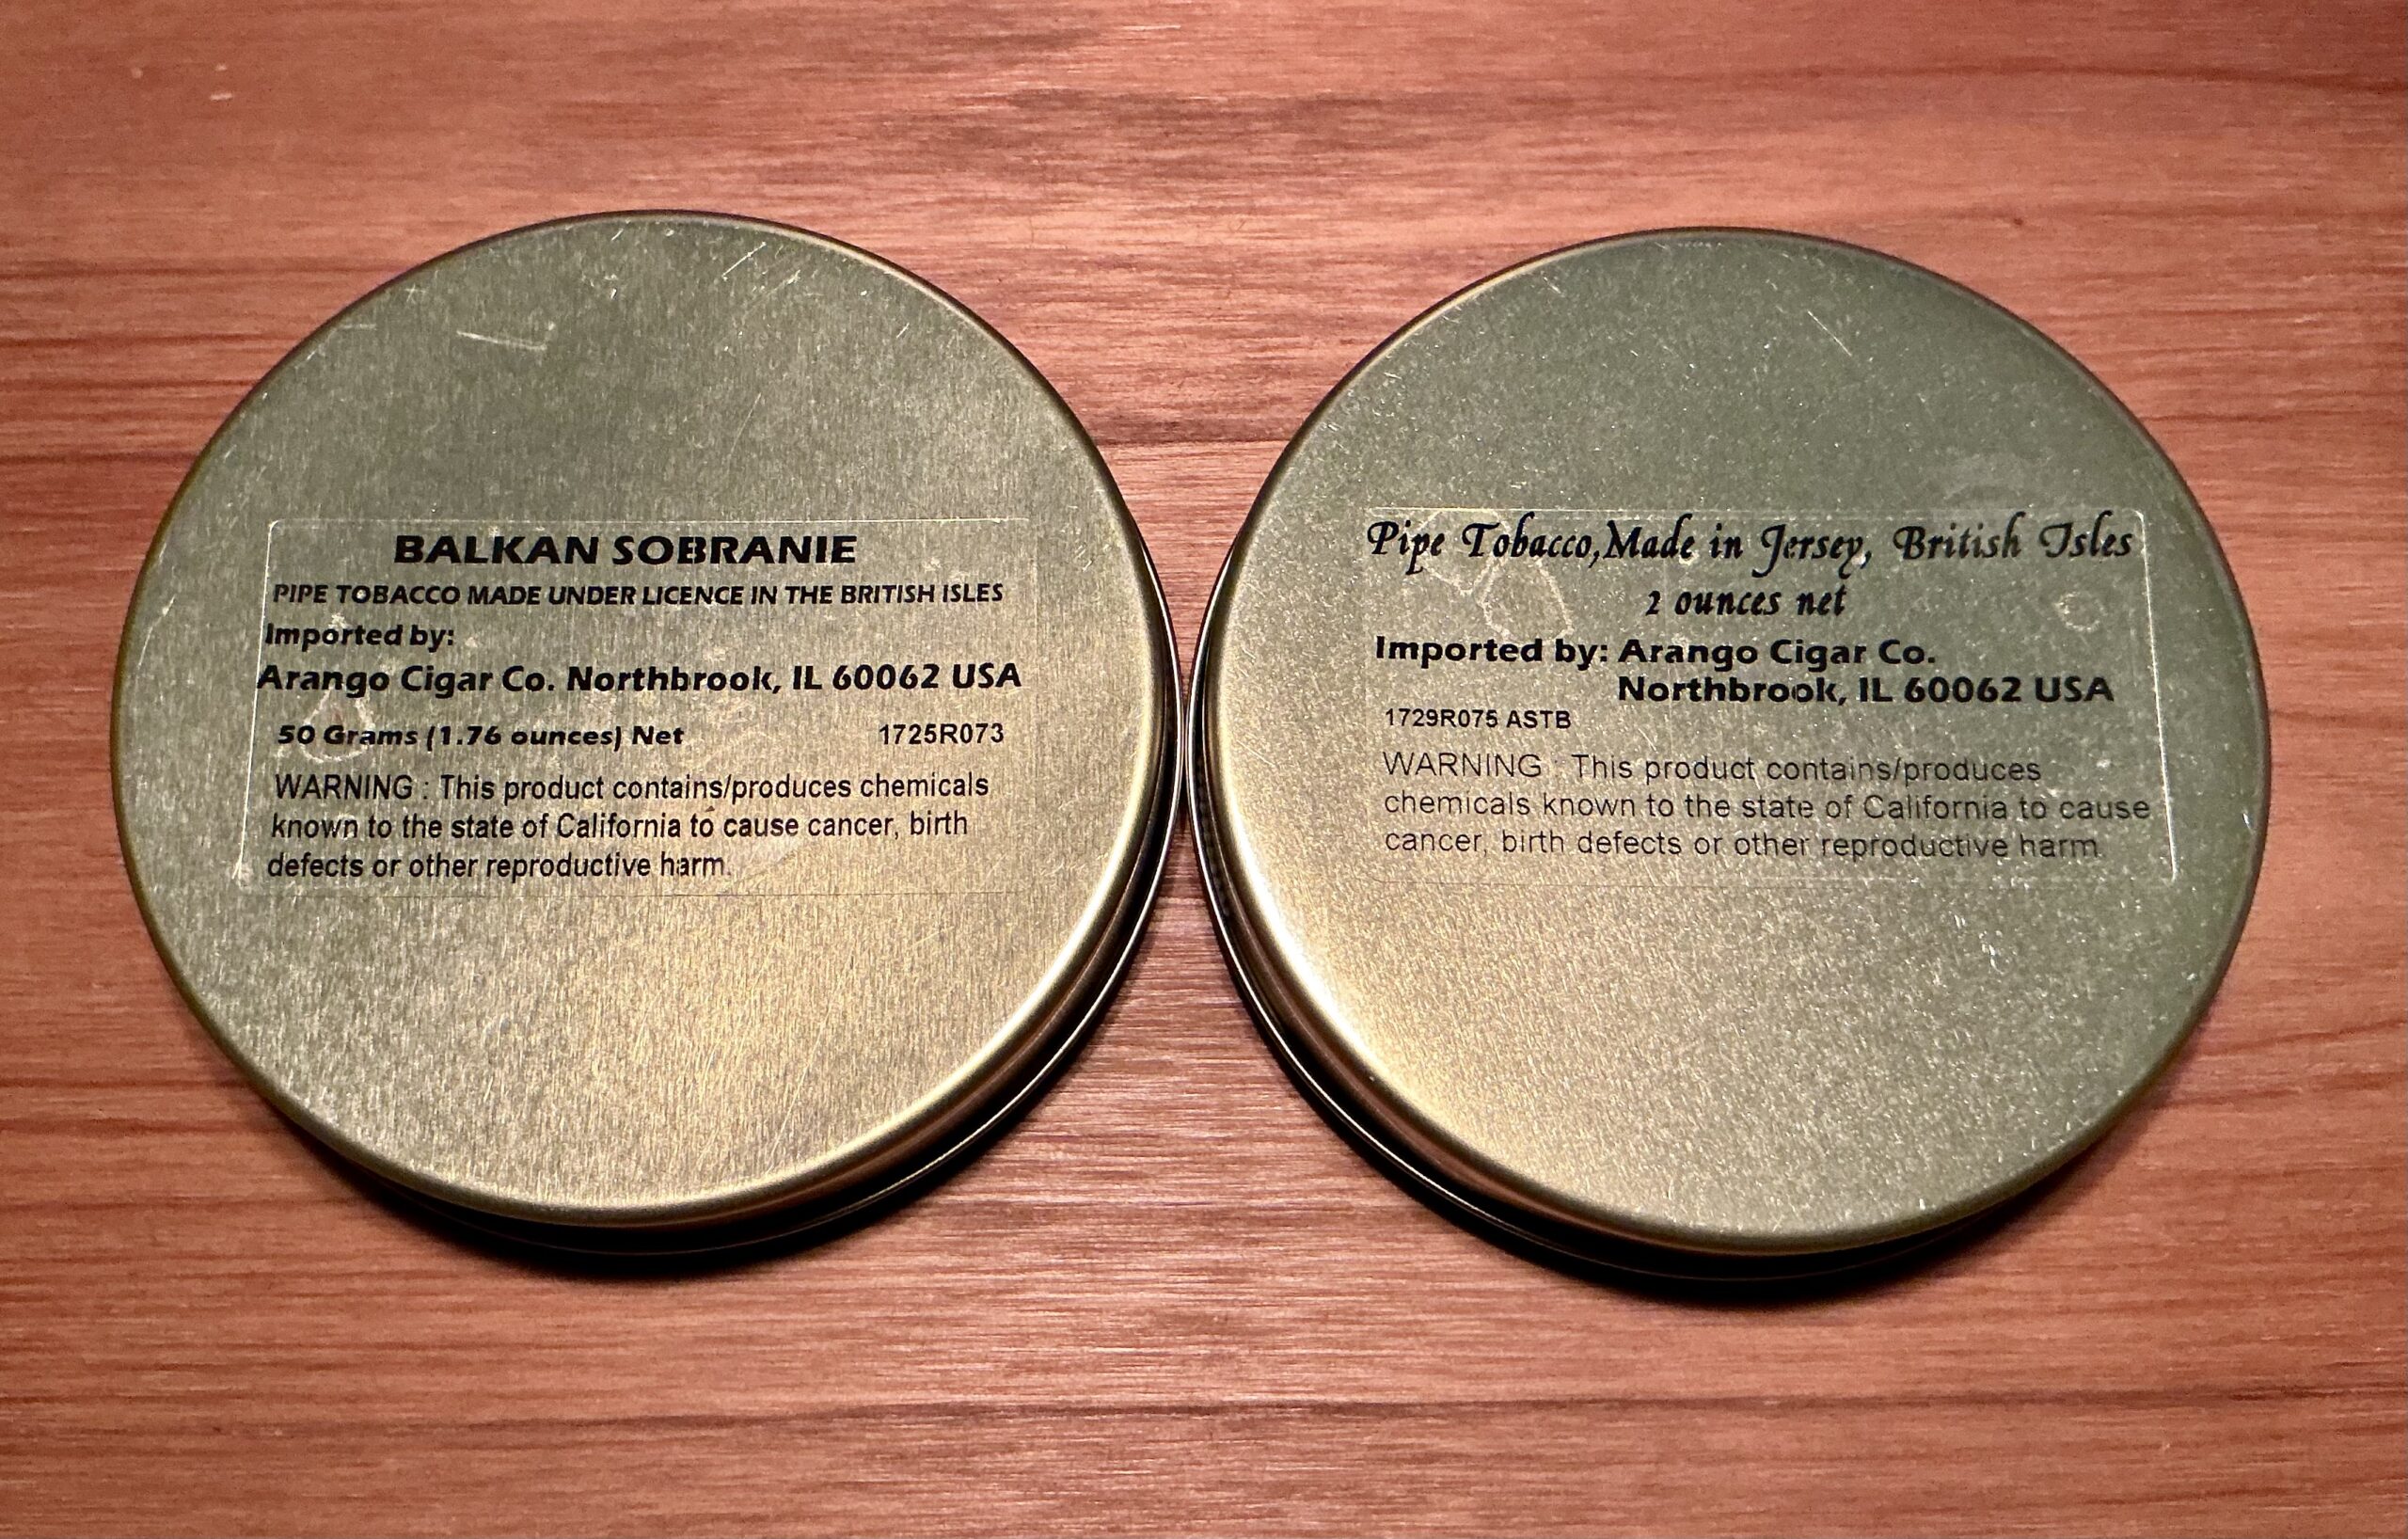 BALKAN SOBRANIE
PIPE TOBACCO MADE UNDER LICENCE IN THE BRITISH ISLES
Imported by:
Arango Cigar Co. Northbrook, IL 60062 USA
50 Grams (1.76 ounces) Net 1725R073
WARNING : This product contains/produces chemicals
known to the state of California to cause cancer, birth
defects or other reproductive harm.
Pipe Tobacco,Made in Jersey, British Isles
2 ounces net
Imported by: Arango Cigar Co.
Northbrook, IL 60062 USA
1729R075 ASTB
WARNING : This product contains/produces
chemicals known to the state of California to cause
cancer, birth defects or other reproductive harm.